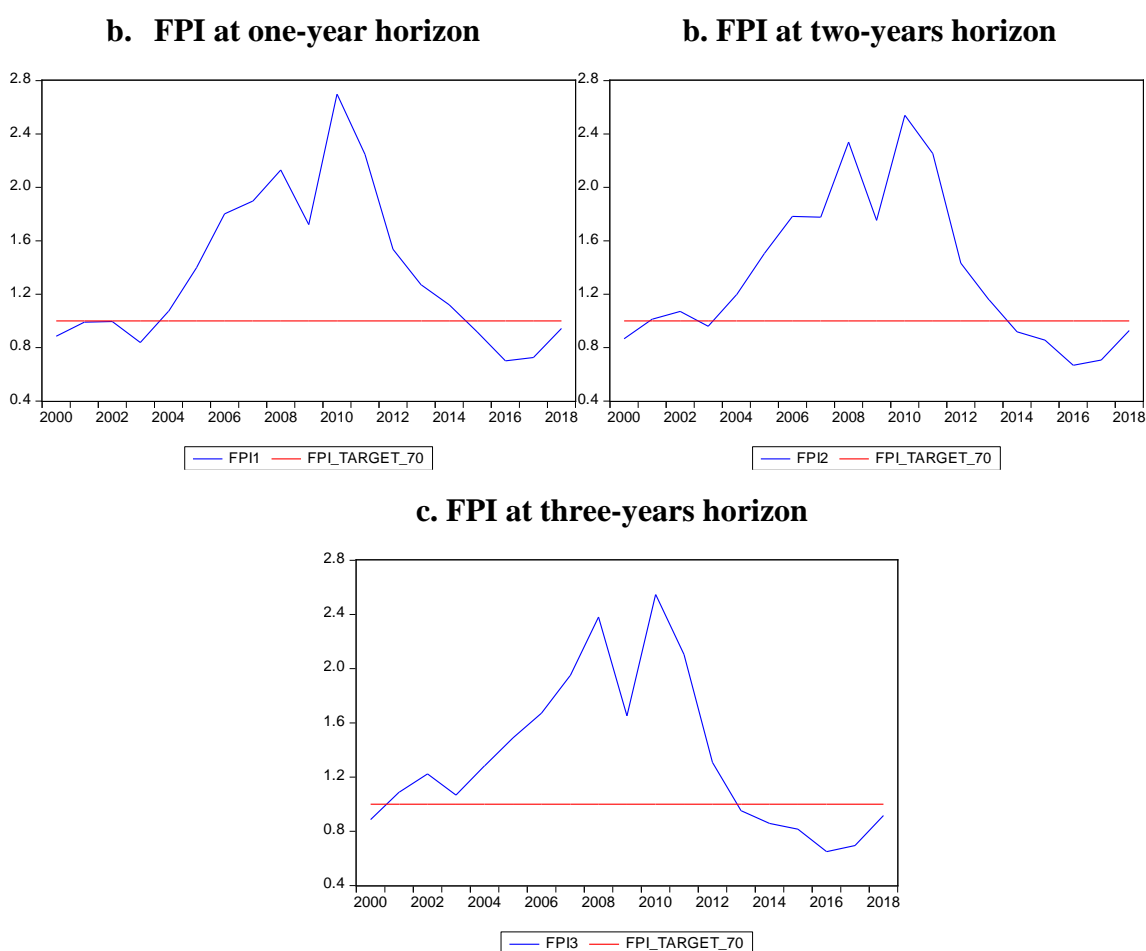 b. FPI at one-year horizon
b. FPI at two-years horizon
2.8
2.4
2.0
1.6
1.2
0.8
0.4
2000 2002 2004 2006 2008 2010 2012 2014 2016 2018
FPI1 FPI_TARGET_70
2.8
2.4
2.0
1.6
1.2
0.8
0.4
2000 2002 2004 2006 2008 2010 2012 2014 2016 2018
FPI2 FPI_TARGET_70
c. FPI at three-years horizon
2.8
2.4
2.0
1.6
1.2
0.8
0.4
2000 2002 2004 2006 2008 2010 2012 2014 2016 2018
FPI3 FPI_TARGET_70